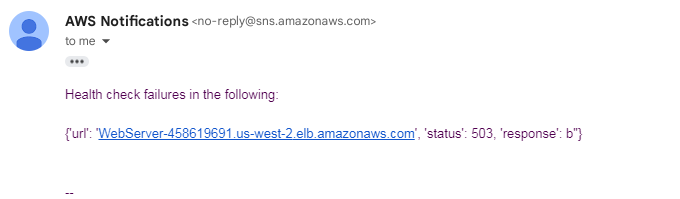 AWS Notifications <no-reply@sns.amazonaws.com>
to me
Health check failures in the following:
{'url': 'WebServer-458619691.us-west-2.elb.amazonaws.com', 'status': 503, 'response': b''}
--